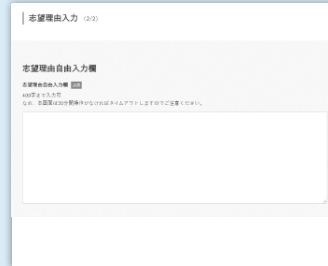 志望理由入力 (2/2)
志望理由自由入力欄
志望理由自由入力欄 必須
400字まで入力可
なお、本画面は30分間操作がなければタイムアウトしますのでご注意ください。